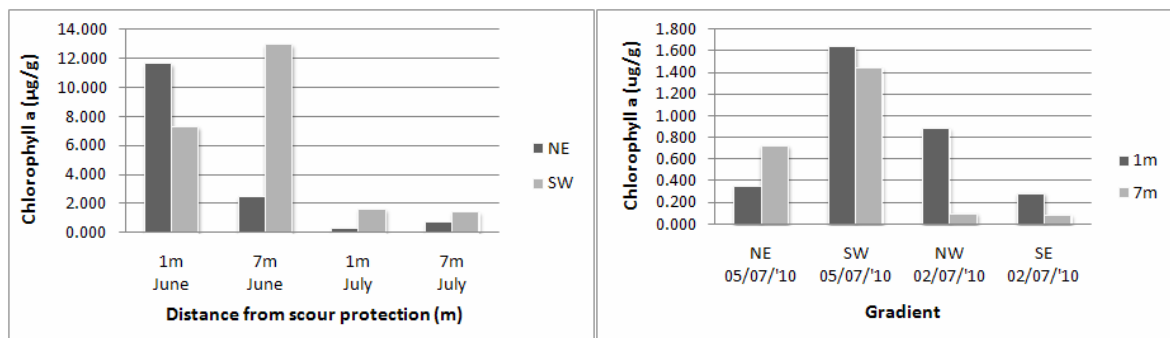 Chlorophyll a (µg/g)
14.000
12.000
10.000
8.000
6.000
4.000
2.000
0.000
1m 7m 1m 7m
June June July July
Distance from scour protection (m)
NE
SW
Chlorophyll a (ug/g)
1.800
1.600
1.400
1.200
1.000
0.800
0.600
0.400
0.200
0.000
NE SW NW SE
05/07/'10 05/07/'10 02/07/'10 02/07/'10
Gradient
1m
7m